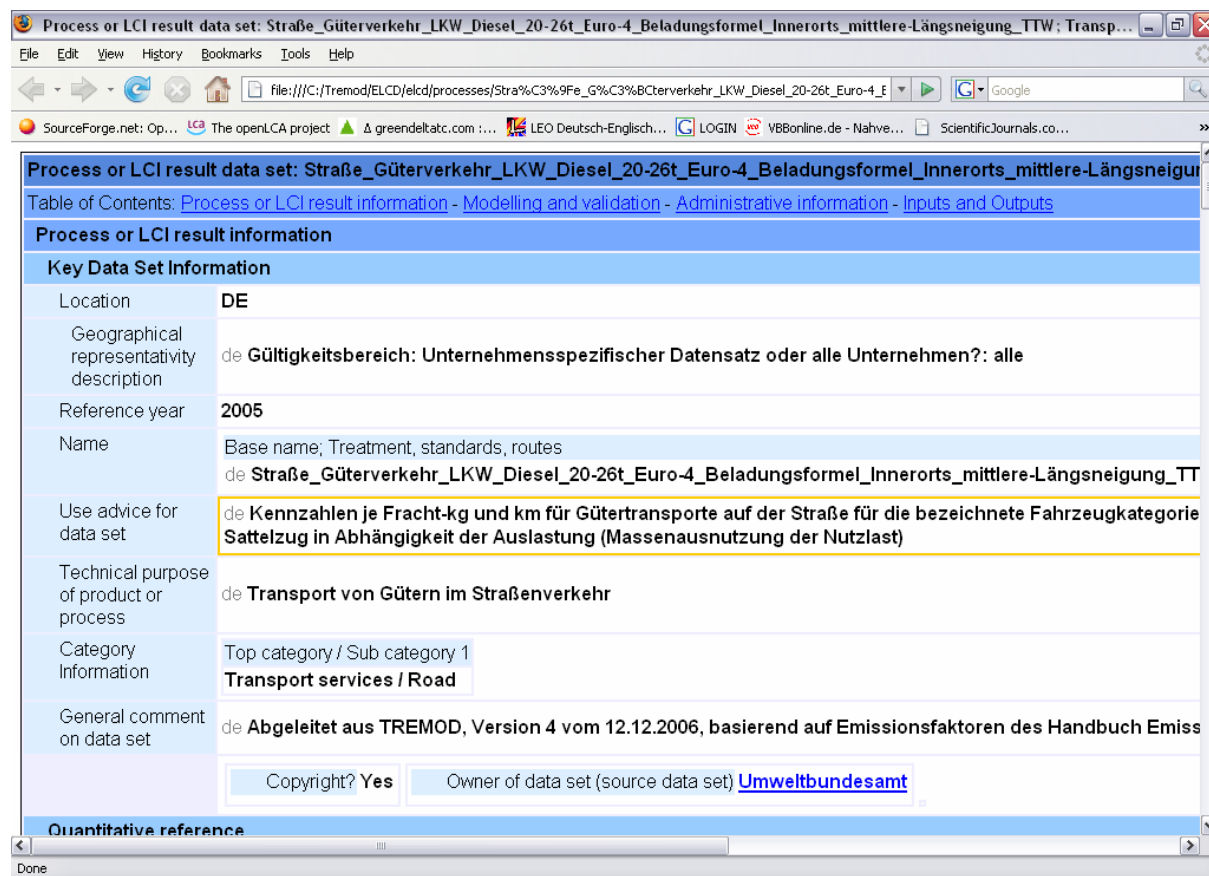 Process or LCI result data set: Straße_Güterverkehr_LKW_Diesel_20-26t_Euro-4_Beladungsformel_Innerorts_mittlere-Längsneigung_TTW; Transp...
File Edit View History Bookmarks Tools Help
file:///C:/Tremod/ELCD/elcd/processes/Stra%C3%9Fe_G%C3%BCterverkehr_LKW_Diesel_20-26t_Euro-4_E
Google
SourceForge.net: Op... The openLCA project Δ greendeltatc.com :... LEO Deutsch-Englisch... LOGIN VBBonline.de - Nahve... ScientificJournals.co... »
Process or LCI result data set: Straße_Güterverkehr_LKW_Diesel_20-26t_Euro-4_Beladungsformel_Innerorts_mittlere-Längsneigur
Table of Contents: Process or LCI result information - Modelling and validation - Administrative information - Inputs and Outputs
Process or LCI result information
Key Data Set Information
Location DE
Geographical
representativity
description
de Gültigkeitsbereich: Unternehmensspezifischer Datensatz oder alle Unternehmen?: alle
Reference year 2005
Name
Base name; Treatment, standards, routes
de Straße_Güterverkehr_LKW_Diesel_20-26t_Euro-4_Beladungsformel_Innerorts_mittlere-Längsneigung_TT
Use advice for
data set
de Kennzahlen je Fracht-kg und km für Gütertransporte auf der Straße für die bezeichnete Fahrzeugkategorie
Sattelzug in Abhängigkeit der Auslastung (Massenausnutzung der Nutzlast)
Technical purpose
of product or
process
de Transport von Gütern im Straßenverkehr
Category
Information
Top category / Sub category 1
Transport services / Road
General comment
on data set
de Abgeleitet aus TREMOD, Version 4 vom 12.12.2006, basierend auf Emissionsfaktoren des Handbuch Emiss
Copyright? Yes Owner of data set (source data set) Umweltbundesamt
Quantitative reference
Done